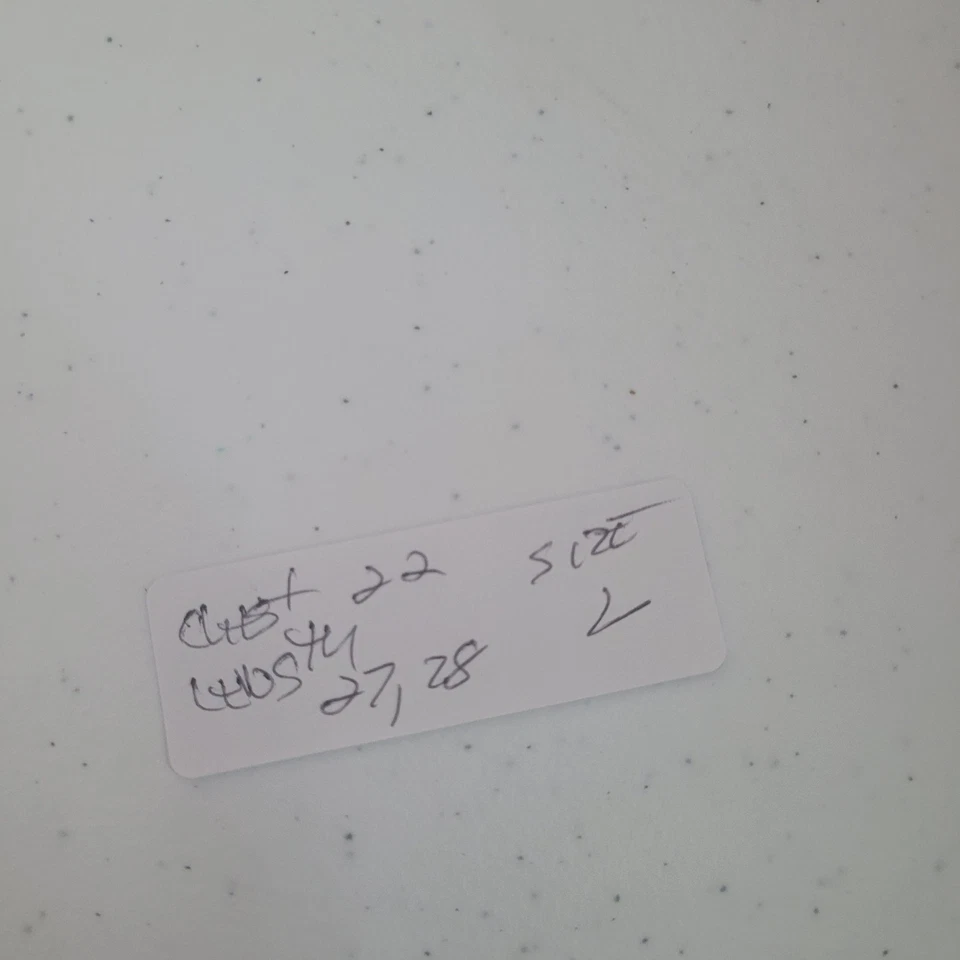 Chest 22 Size
Length L
27, 28